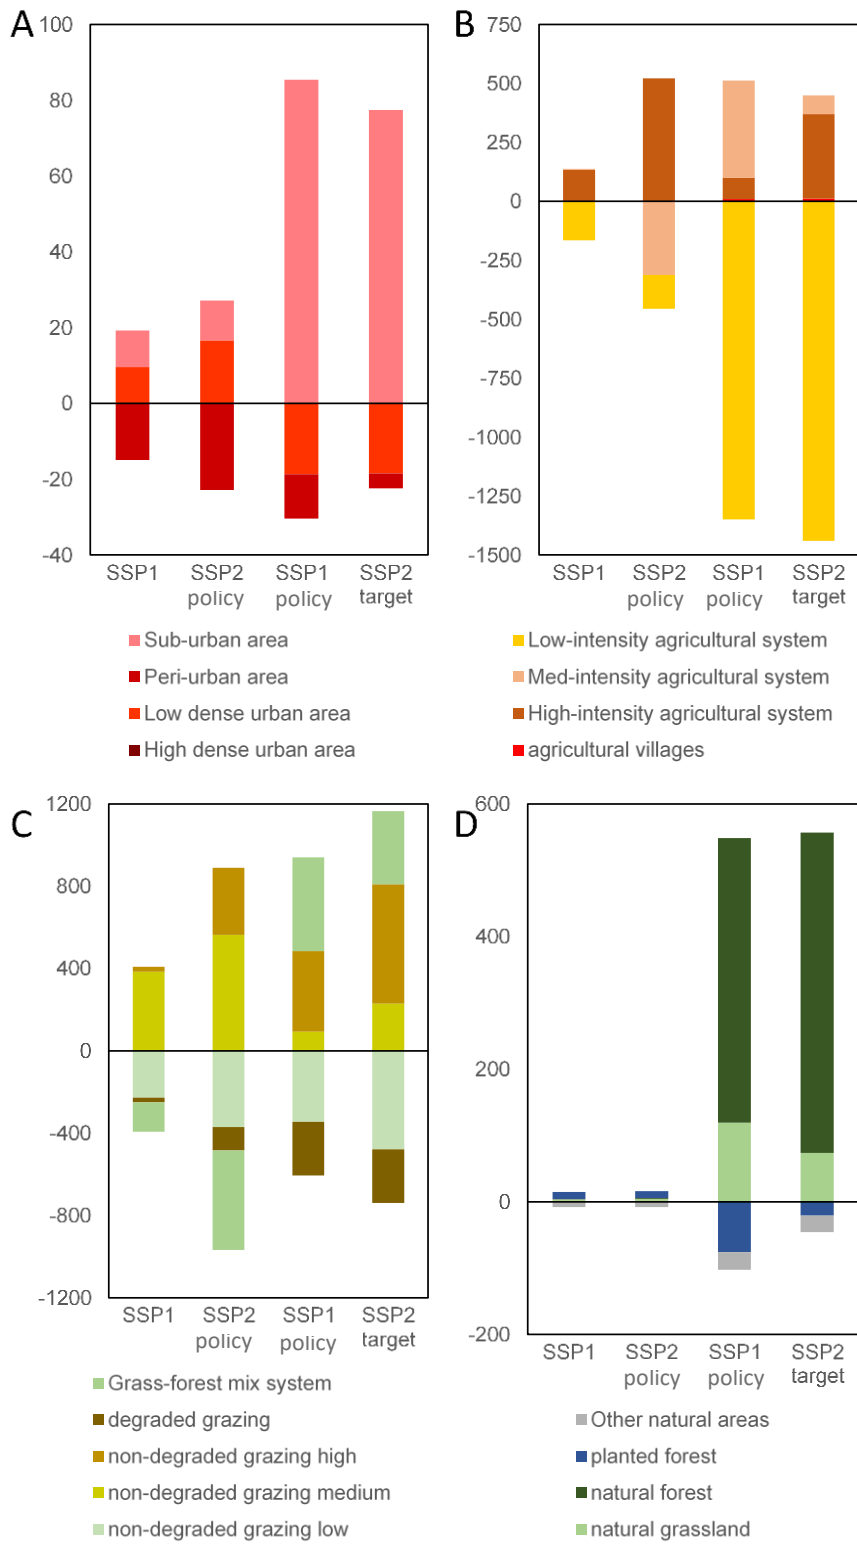 A
100
80
60
40
20
0
-20
-40
SSP1
SSP2
policy
SSP1
policy
SSP2
target
Sub-urban area
Peri-urban area
Low dense urban area
High dense urban area
B
750
500
250
0
-250
-500
-750
-1000
-1250
-1500
SSP1
SSP2
policy
SSP1
policy
SSP2
target
Low-intensity agricultural system
Med-intensity agricultural system
High-intensity agricultural system
agricultural villages
C
1200
800
400
0
-400
-800
-1200
SSP1
SSP2
policy
SSP1
policy
SSP2
target
Grass-forest mix system
degraded grazing
non-degraded grazing high
non-degraded grazing medium
non-degraded grazing low
D
600
400
200
0
-200
SSP1
SSP2
policy
SSP1
policy
SSP2
target
Other natural areas
planted forest
natural forest
natural grassland